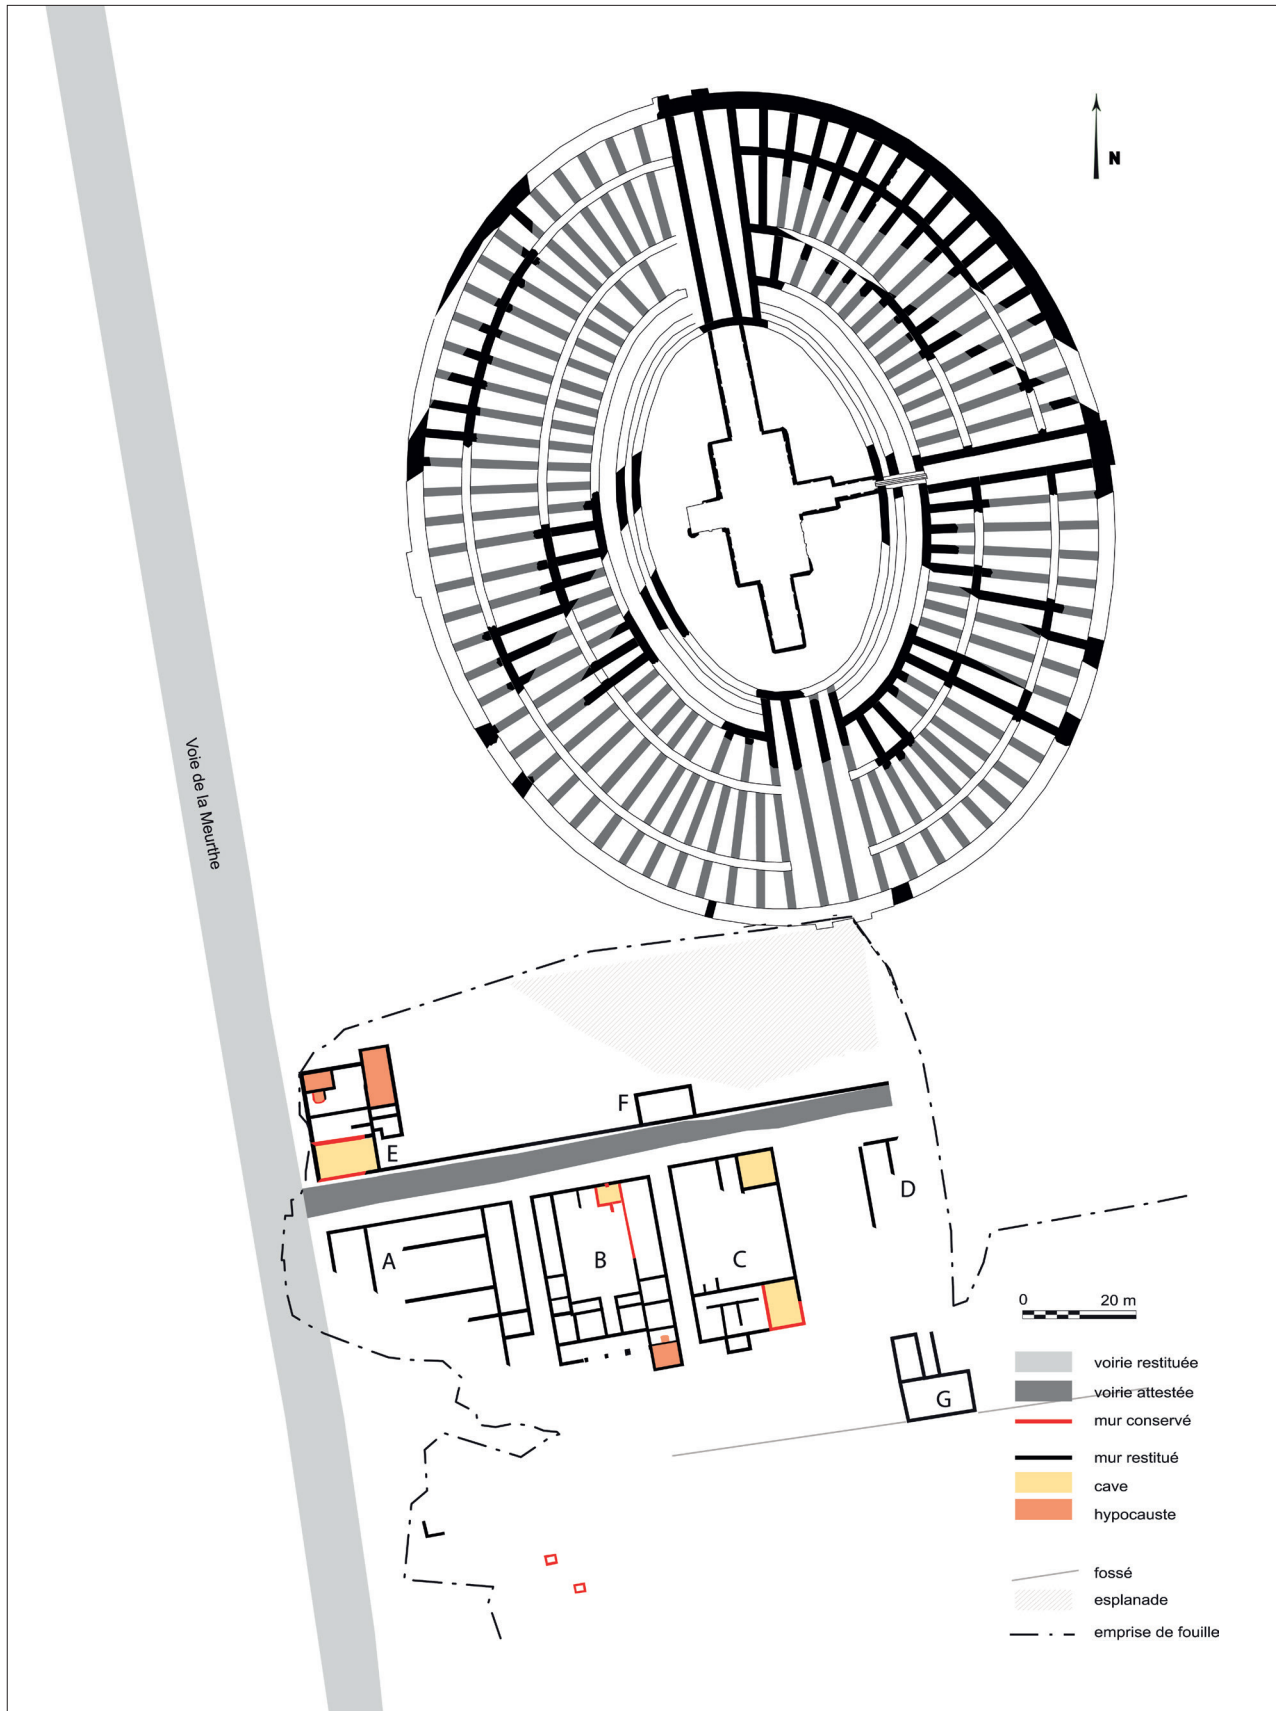 N
Voie de la Meurthe
F
E
D
A
B
C
G
0 20 m
voirie restituée
voirie attestée
mur conservé
mur restitué
cave
hypocauste
fossé
esplanade
emprise de fouille